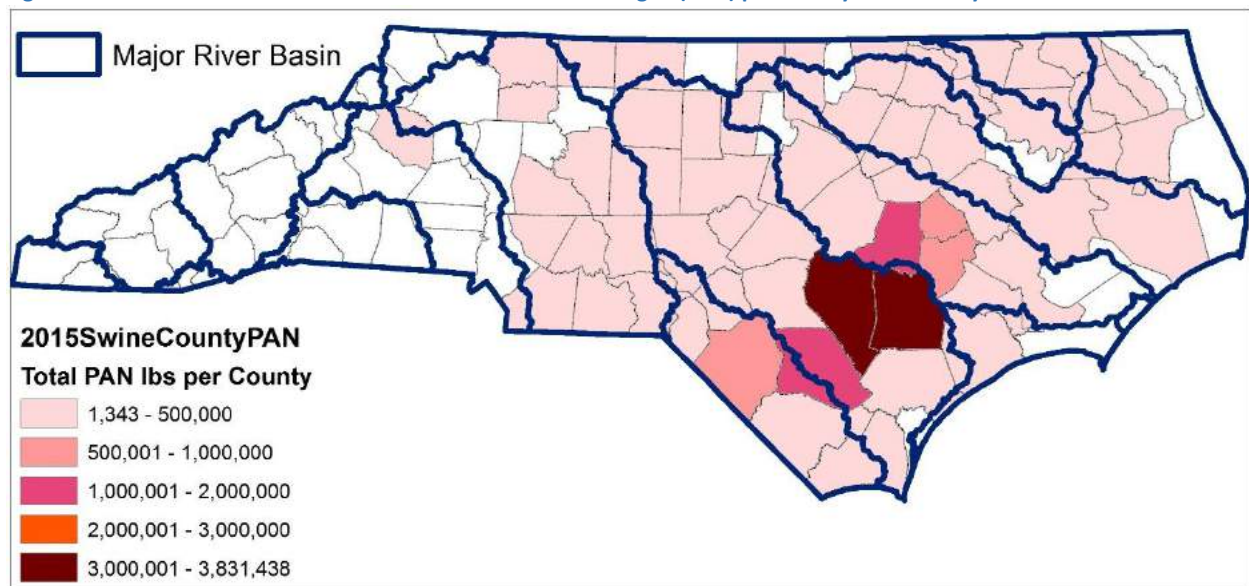 Major River Basin
2015SwineCountyPAN
Total PAN lbs per County
1,343 - 500,000
500,001 - 1,000,000
1,000,001 - 2,000,000
2,000,001 - 3,000,000
3,000,001 - 3,831,438